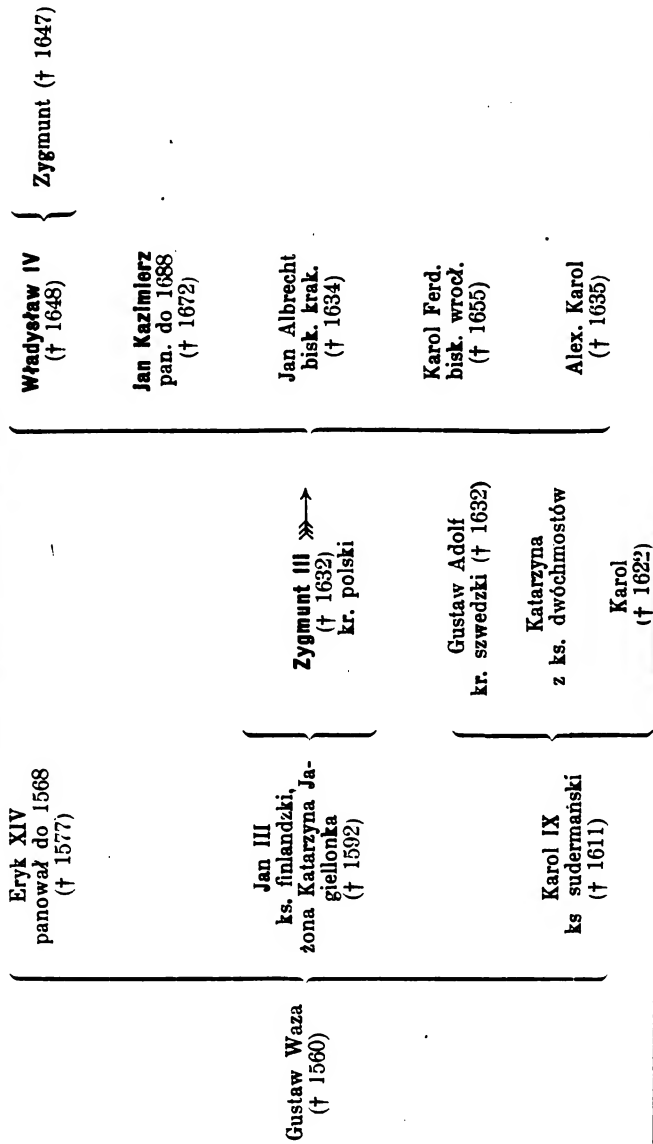 Gustaw Waza
(† 1560)
Eryk XIV
panował do 1568
(† 1577)
Jan III
ks. finlandzki,
żona Katarzyna Ja-
giellonka
(† 1592)
Karol IX
ks sudermański
(† 1611)
Zygmunt III
(† 1632)
kr. polski
Gustaw Adolf
kr. szwedzki († 1632)
Katarzyna
z ks. dwóchmostów
Karol
(† 1622)
Władysław IV
(† 1648)
Jan Kazimierz
pan. do 1688
(† 1672)
Jan Albrecht
bisk. krak.
(† 1634)
Karol Ferd.
bisk. wrocł.
(† 1655)
Alex. Karol
(† 1635)
Zygmunt († 1647)